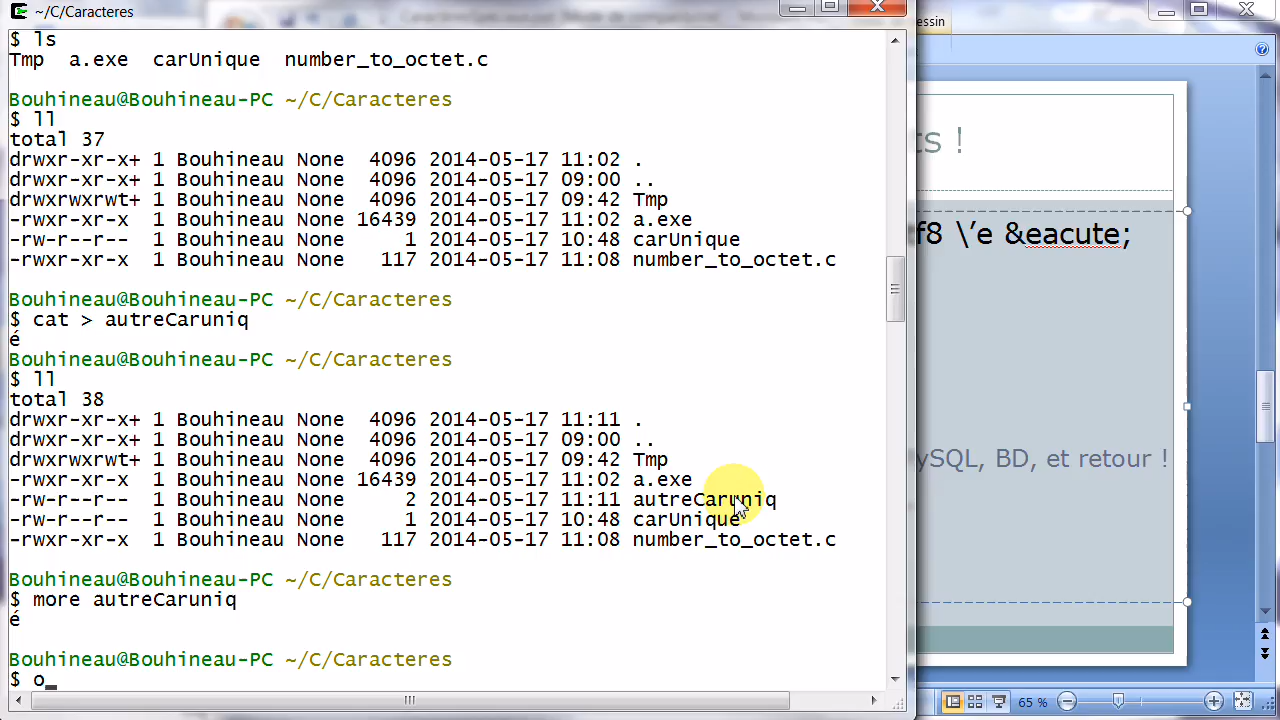 ~/C/Caracteres
$ ls
Tmp a.exe carUnique number_to_octet.c
Bouhineau@Bouhineau-PC ~/C/Caracteres
$ ll
total 37
drwxr-xr-x+ 1 Bouhineau None 4096 2014-05-17 11:02 .
drwxr-xr-x+ 1 Bouhineau None 4096 2014-05-17 09:00 ..
drwxrwxrwt+ 1 Bouhineau None 4096 2014-05-17 09:42 Tmp
-rwxr-xr-x 1 Bouhineau None 16439 2014-05-17 11:02 a.exe
-rw-r--r-- 1 Bouhineau None 1 2014-05-17 10:48 carUnique
-rwxr-xr-x 1 Bouhineau None 117 2014-05-17 11:08 number_to_octet.c
Bouhineau@Bouhineau-PC ~/C/Caracteres
$ cat > autreCaruniq
é
Bouhineau@Bouhineau-PC ~/C/Caracteres
$ ll
total 38
drwxr-xr-x+ 1 Bouhineau None 4096 2014-05-17 11:11 .
drwxr-xr-x+ 1 Bouhineau None 4096 2014-05-17 09:00 ..
drwxrwxrwt+ 1 Bouhineau None 4096 2014-05-17 09:42 Tmp
-rwxr-xr-x 1 Bouhineau None 16439 2014-05-17 11:02 a.exe
-rw-r--r-- 1 Bouhineau None 2 2014-05-17 11:11 autreCaruniq
-rw-r--r-- 1 Bouhineau None 1 2014-05-17 10:48 carUnique
-rwxr-xr-x 1 Bouhineau None 117 2014-05-17 11:08 number_to_octet.c
Bouhineau@Bouhineau-PC ~/C/Caracteres
$ more autreCaruniq
é
Bouhineau@Bouhineau-PC ~/C/Caracteres
$ o_
essin
ts !
f8 \’e &eacute;
ySQL, BD, et retour !
65 %